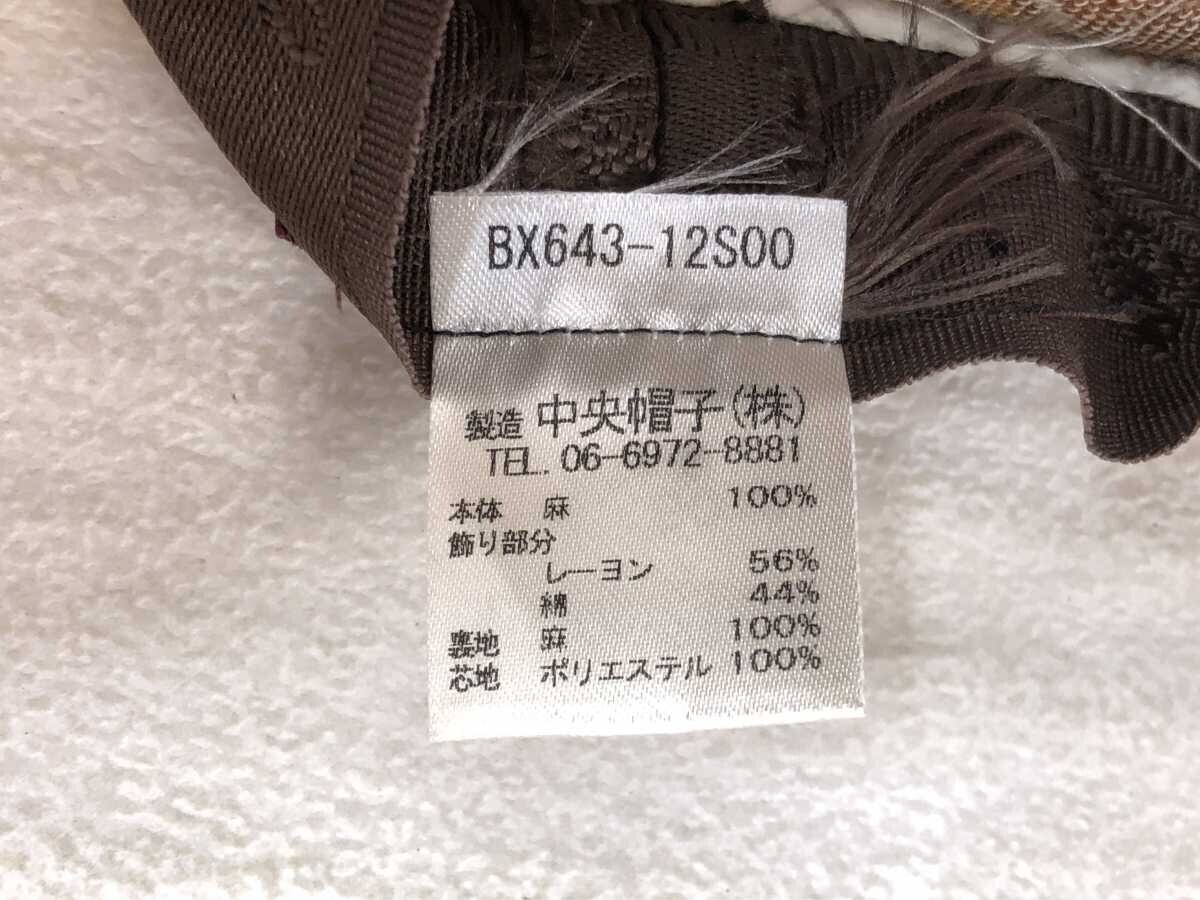 BX643-12S00
製造 中央帽子(株)
TEL. 06-6972-8881
本体 麻 100%
飾り部分
レーヨン 56%
綿 44%
裏地 麻 100%
芯地 ポリエステル 100%